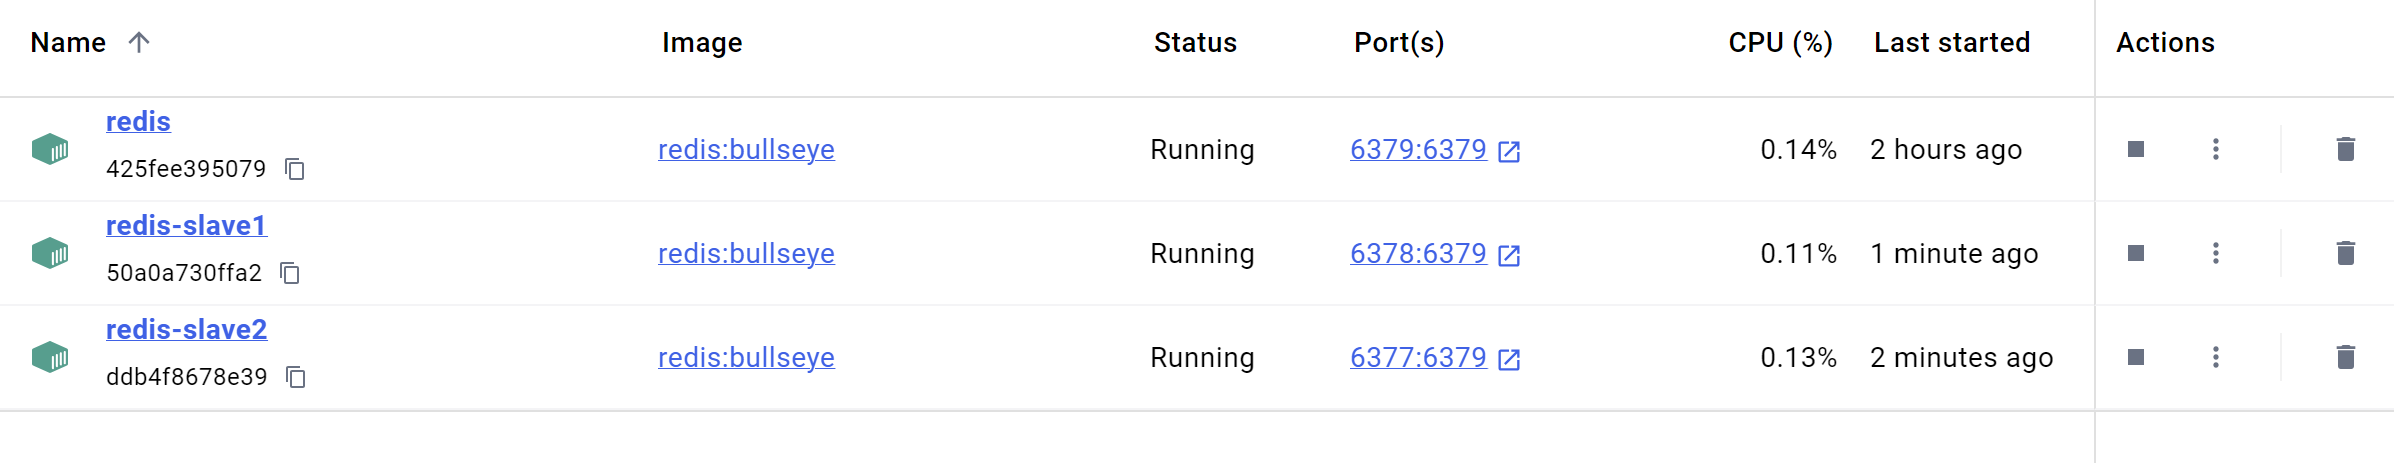 Name Image Status Port(s) CPU (%) Last started Actions
redis
425fee395079
redis:bullseye Running 6379:6379 0.14% 2 hours ago
redis-slave1
50a0a730ffa2
redis:bullseye Running 6378:6379 0.11% 1 minute ago
redis-slave2
ddb4f8678e39
redis:bullseye Running 6377:6379 0.13% 2 minutes ago